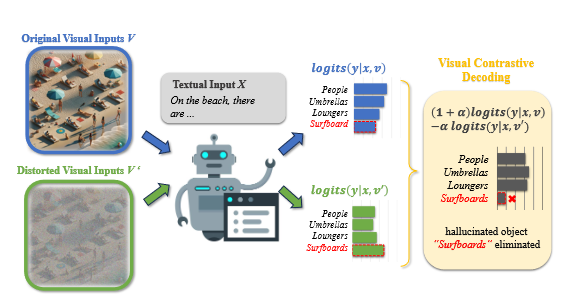 Original Visual Inputs V
Distorted Visual Inputs V '
Textual Input X
On the beach, there
are ...
logits(y|x, v)
People
Umbrellas
Loungers
Surfboard
logits(y|x, v')
People
Umbrellas
Loungers
Surfboards
Visual Contrastive
Decoding
(1 + α)logits(y|x, v)
−α logits(y|x, v')
People
Umbrellas
Loungers
Surfboards
hallucinated object
"Surfboards" eliminated